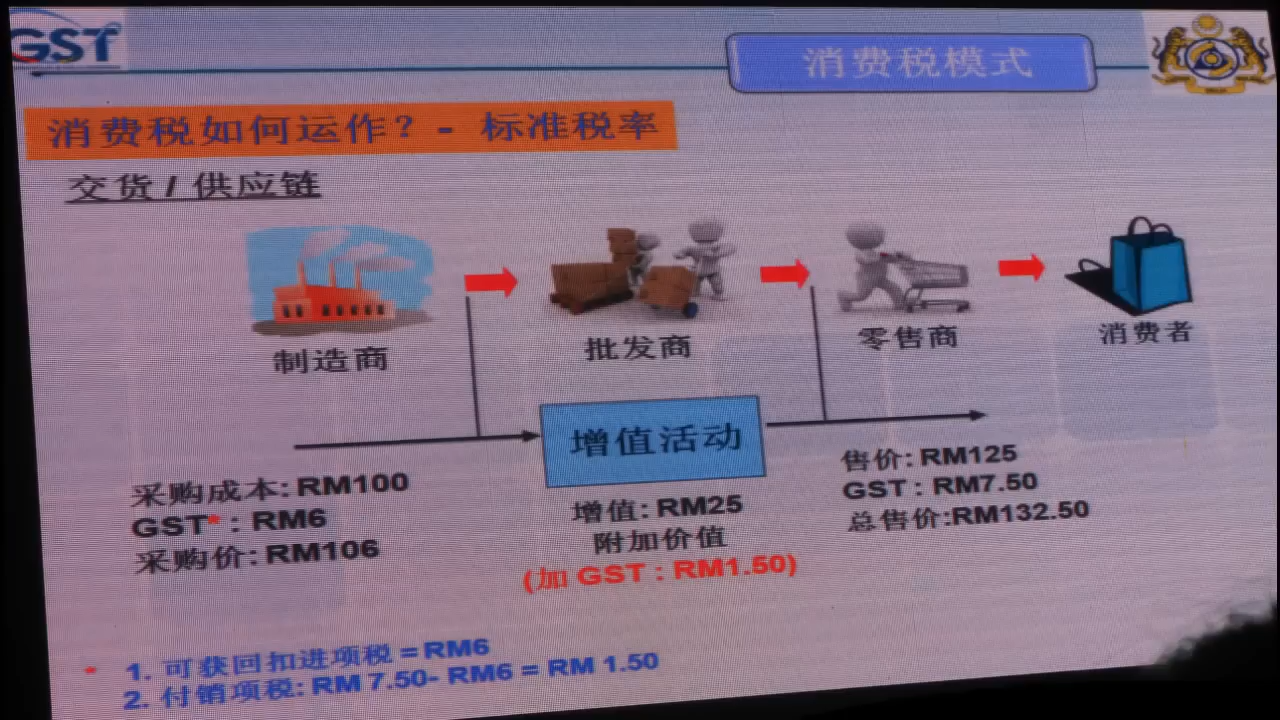 GST
消费税模式
消费税如何运作? - 标准税率
交货 / 供应链
制造商
批发商
零售商
消费者
增值活动
采购成本: RM100
GST* : RM6
采购价: RM106
增值: RM25
附加价值
(加 GST : RM1.50)
售价: RM125
GST : RM7.50
总售价:RM132.50
* 1. 可获回扣进项税 = RM6
2. 付销项税: RM 7.50- RM6 = RM 1.50